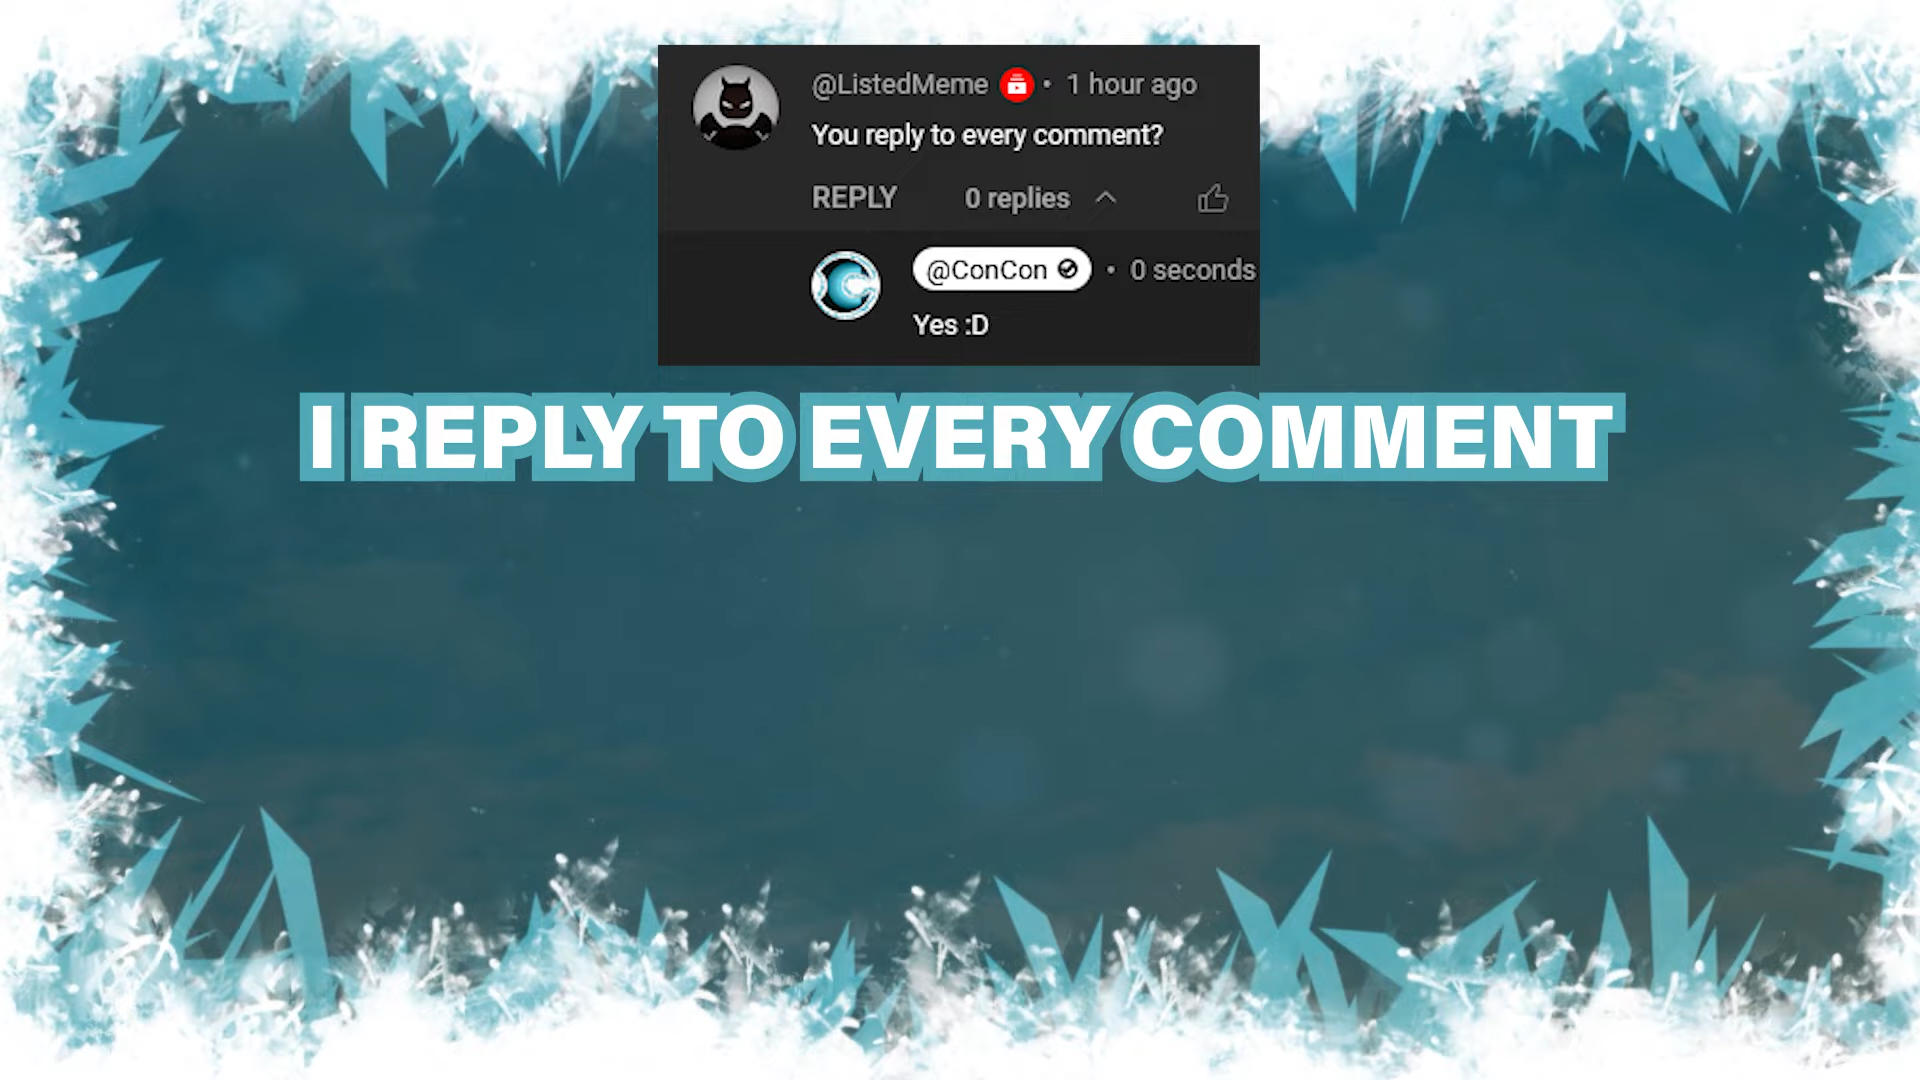 @ListedMeme • 1 hour ago
You reply to every comment?
REPLY 0 replies
@ConCon • 0 seconds
Yes :D
I REPLY TO EVERY COMMENT